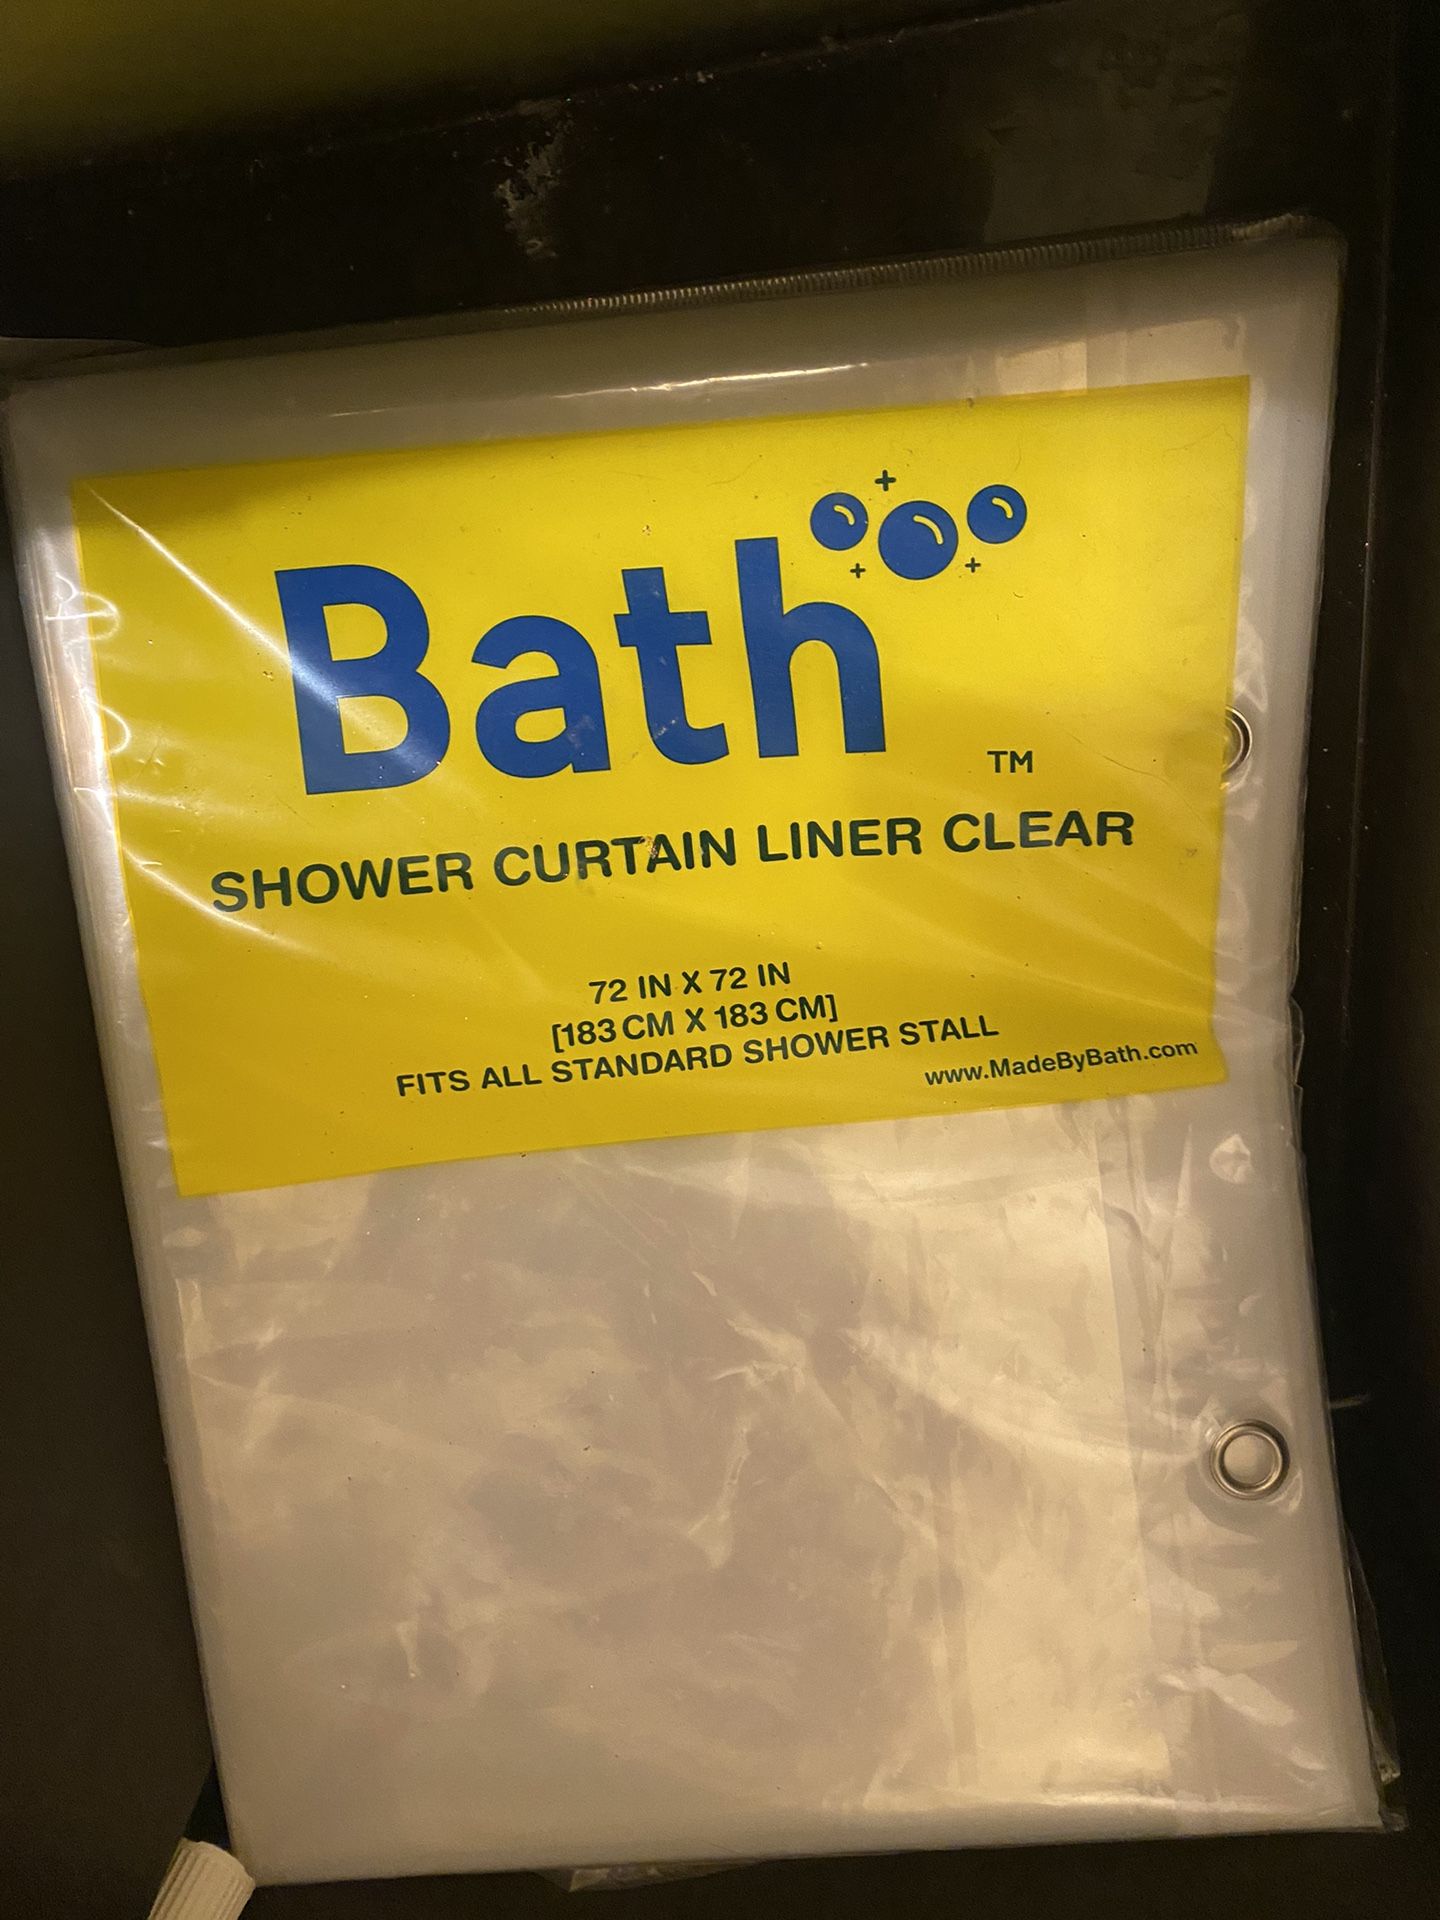 Bath
TM
SHOWER CURTAIN LINER CLEAR
72 IN X 72 IN
[183 CM X 183 CM]
FITS ALL STANDARD SHOWER STALL
www.MadeByBath.com